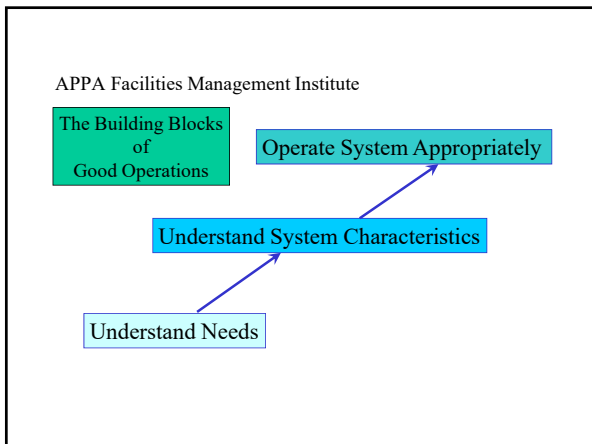 APPA Facilities Management Institute
The Building Blocks
of
Good Operations
Operate System Appropriately
Understand System Characteristics
Understand Needs